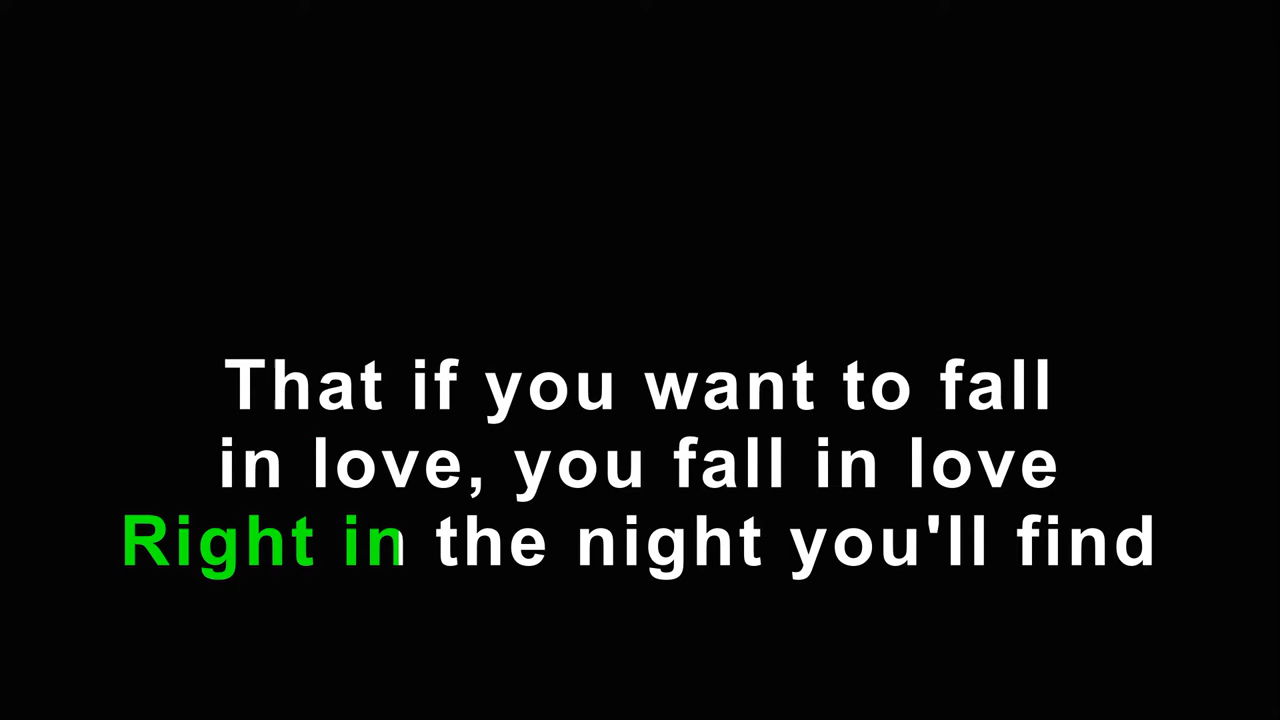 That if you want to fall
in love, you fall in love
Right in the night you'll find